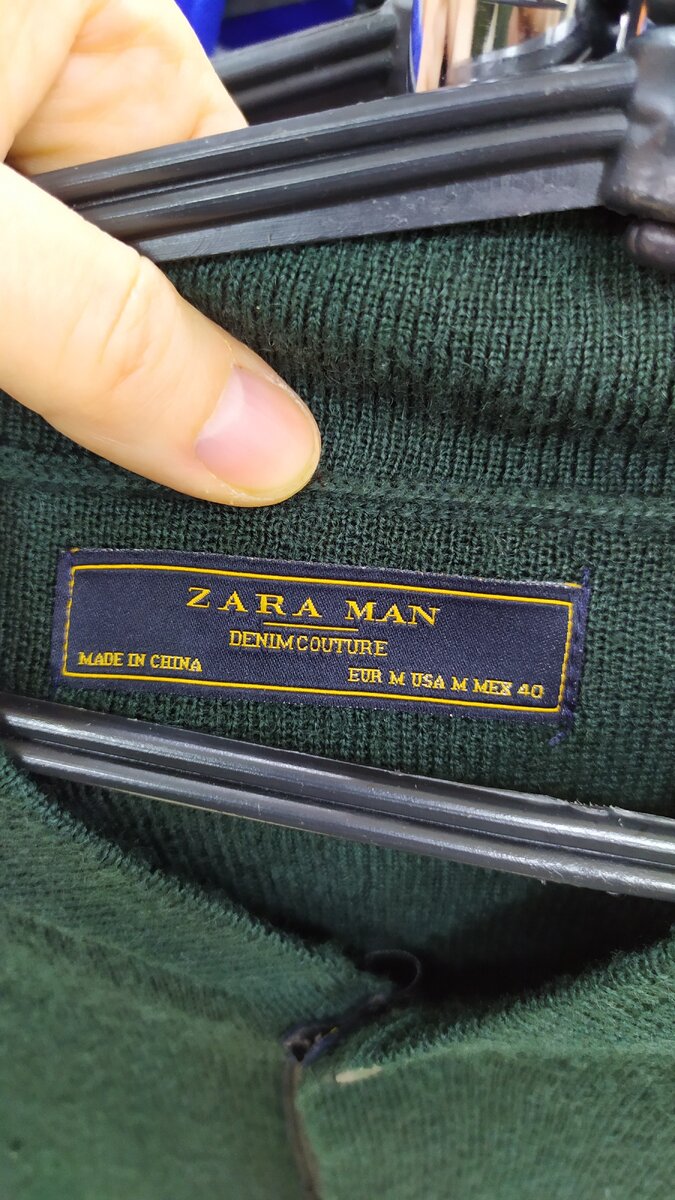 ZARA MAN
DENIM COUTURE
MADE IN CHINA
EUR M USA M MEX 40